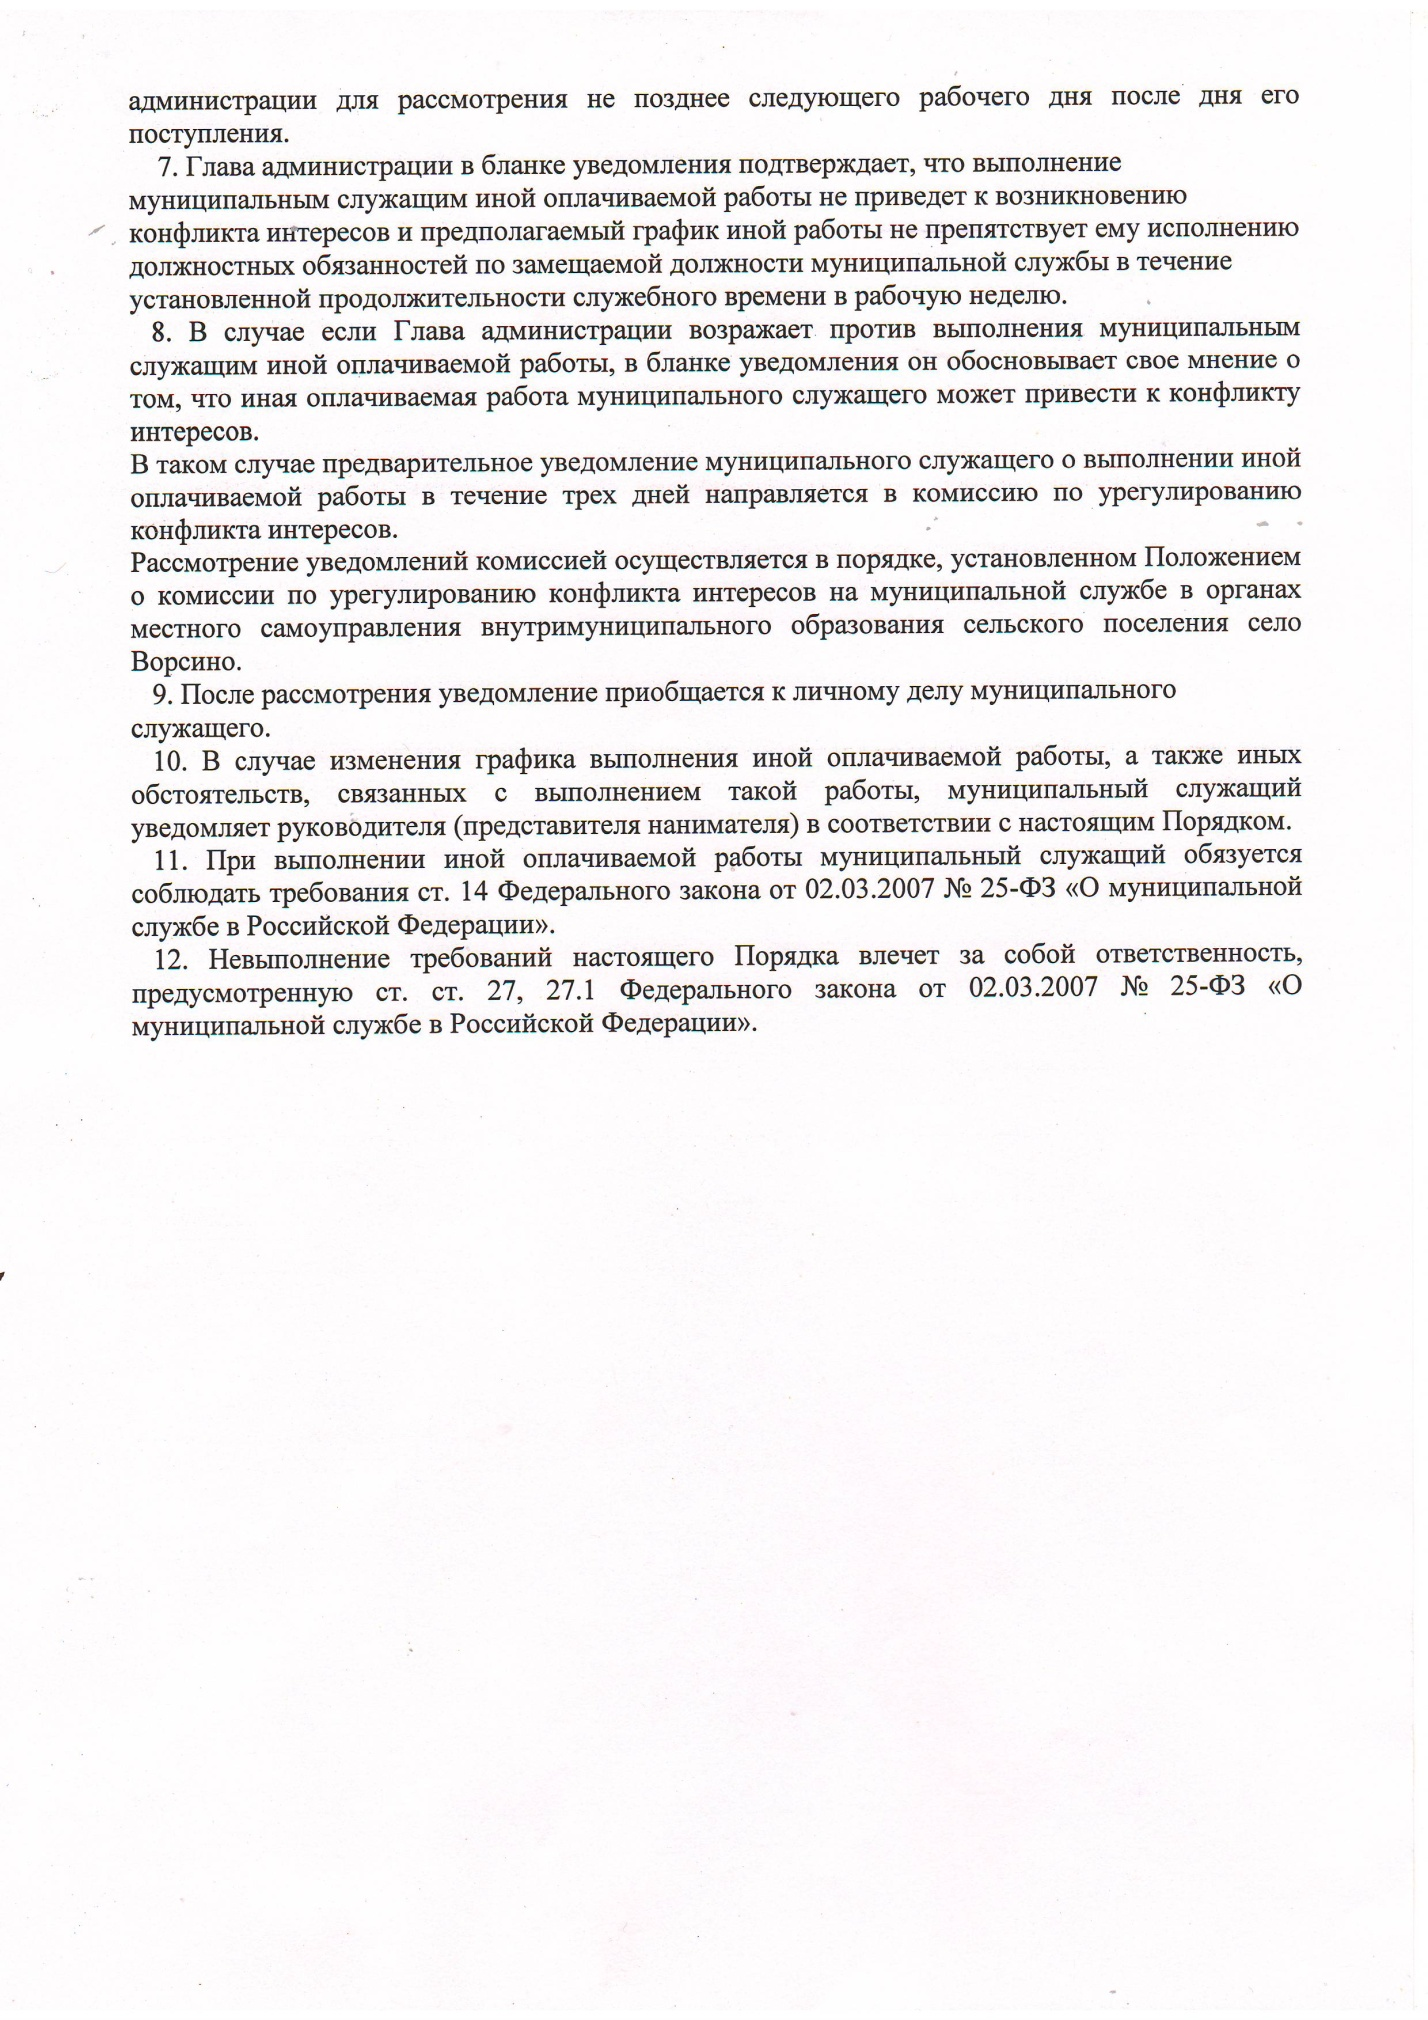 администрации для рассмотрения не позднее следующего рабочего дня после дня его
поступления.
7. Глава администрации в бланке уведомления подтверждает, что выполнение
муниципальным служащим иной оплачиваемой работы не приведет к возникновению
конфликта интересов и предполагаемый график иной работы не препятствует ему исполнению
должностных обязанностей по замещаемой должности муниципальной службы в течение
установленной продолжительности служебного времени в рабочую неделю.
8. В случае если Глава администрации возражает против выполнения муниципальным
служащим иной оплачиваемой работы, в бланке уведомления он обосновывает свое мнение о
том, что иная оплачиваемая работа муниципального служащего может привести к конфликту
интересов.
В таком случае предварительное уведомление муниципального служащего о выполнении иной
оплачиваемой работы в течение трех дней направляется в комиссию по урегулированию
конфликта интересов.
Рассмотрение уведомлений комиссией осуществляется в порядке, установленном Положением
о комиссии по урегулированию конфликта интересов на муниципальной службе в органах
местного самоуправления внутримуниципального образования сельского поселения село
Ворсино.
9. После рассмотрения уведомление приобщается к личному делу муниципального
служащего.
10. В случае изменения графика выполнения иной оплачиваемой работы, а также иных
обстоятельств, связанных с выполнением такой работы, муниципальный служащий
уведомляет руководителя (представителя нанимателя) в соответствии с настоящим Порядком.
11. При выполнении иной оплачиваемой работы муниципальный служащий обязуется
соблюдать требования ст. 14 Федерального закона от 02.03.2007 № 25-ФЗ «О муниципальной
службе в Российской Федерации».
12. Невыполнение требований настоящего Порядка влечет за собой ответственность,
предусмотренную ст. ст. 27, 27.1 Федерального закона от 02.03.2007 № 25-ФЗ «О
муниципальной службе в Российской Федерации».